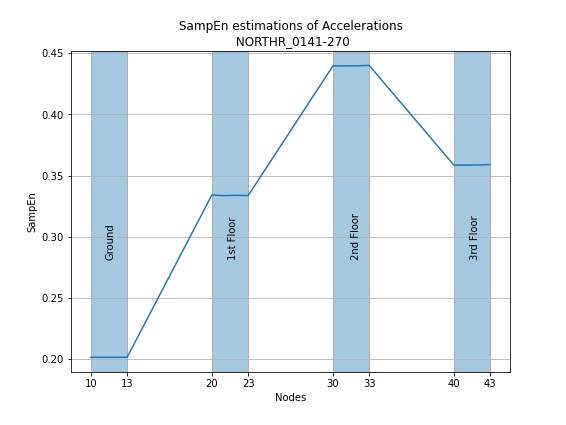 SampEn estimations of Accelerations
NORTHR_0141-270
0.45
0.40
0.35
0.30
0.25
0.20
SampEn
Ground
1st Floor
2nd Floor
3rd Floor
10 13 20 23 30 33 40 43
Nodes